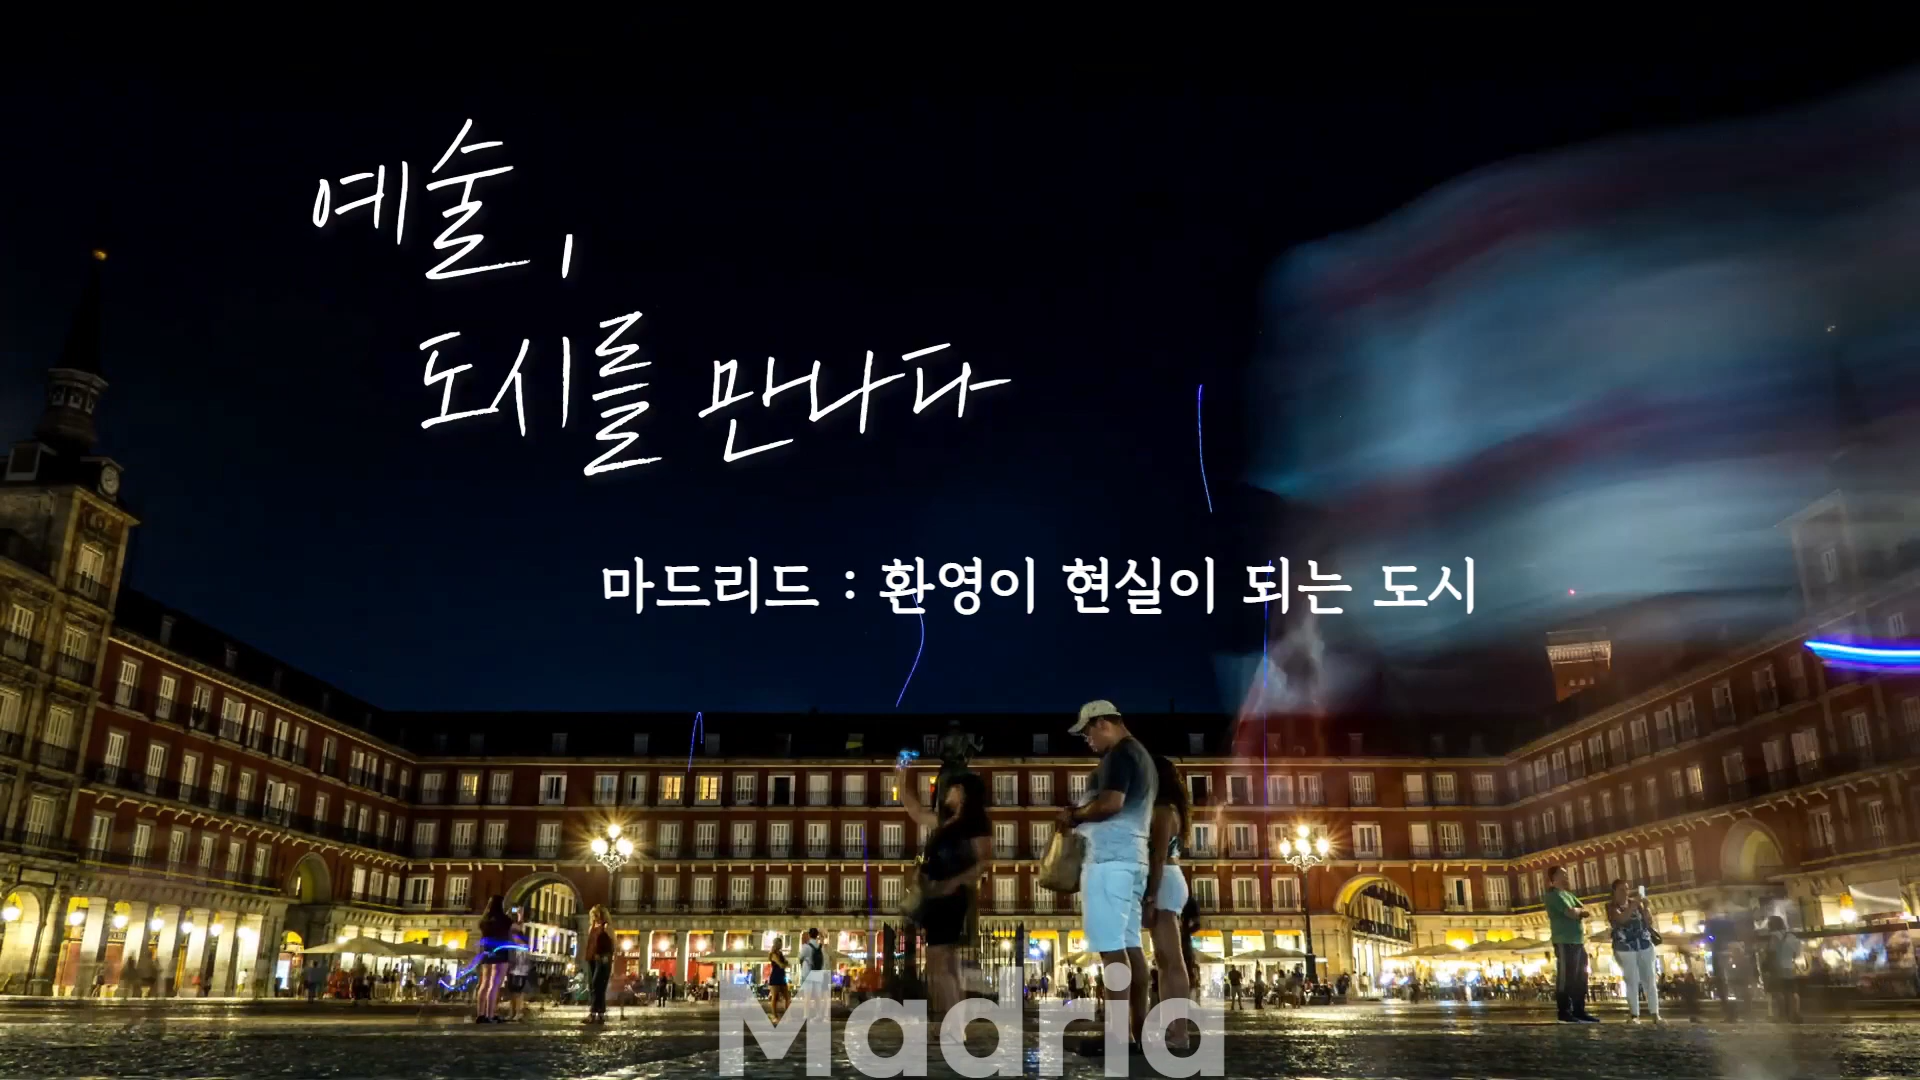 예술,
도시를 만나다
마드리드 : 환영이 현실이 되는 도시
Madrid